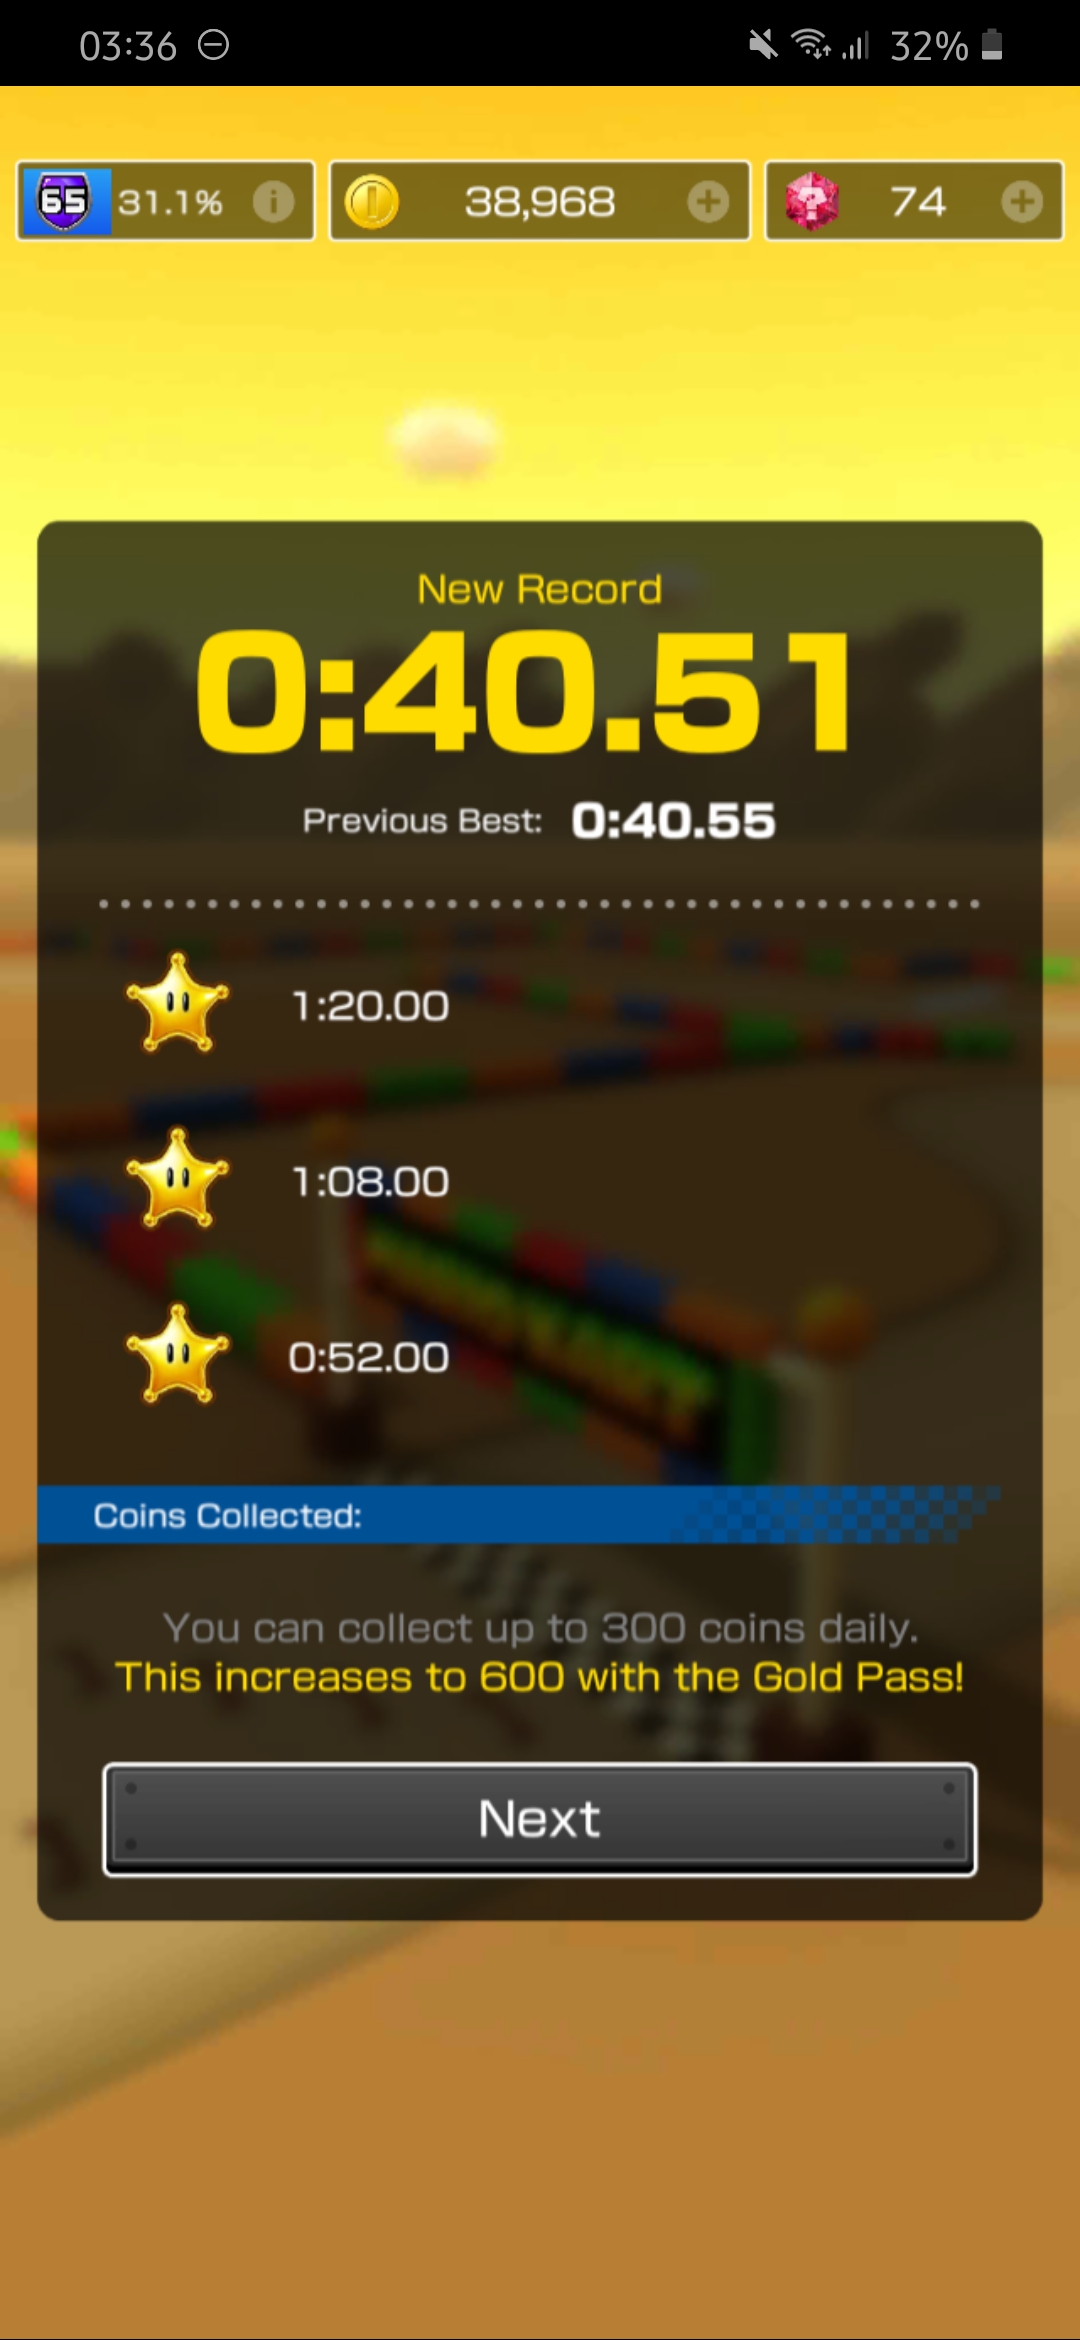 03:36 32%
65 31.1% 38,968 74
New Record
0:40.51
Previous Best: 0:40.55
1:20.00
1:08.00
0:52.00
Coins Collected:
You can collect up to 300 coins daily.
This increases to 600 with the Gold Pass!
Next